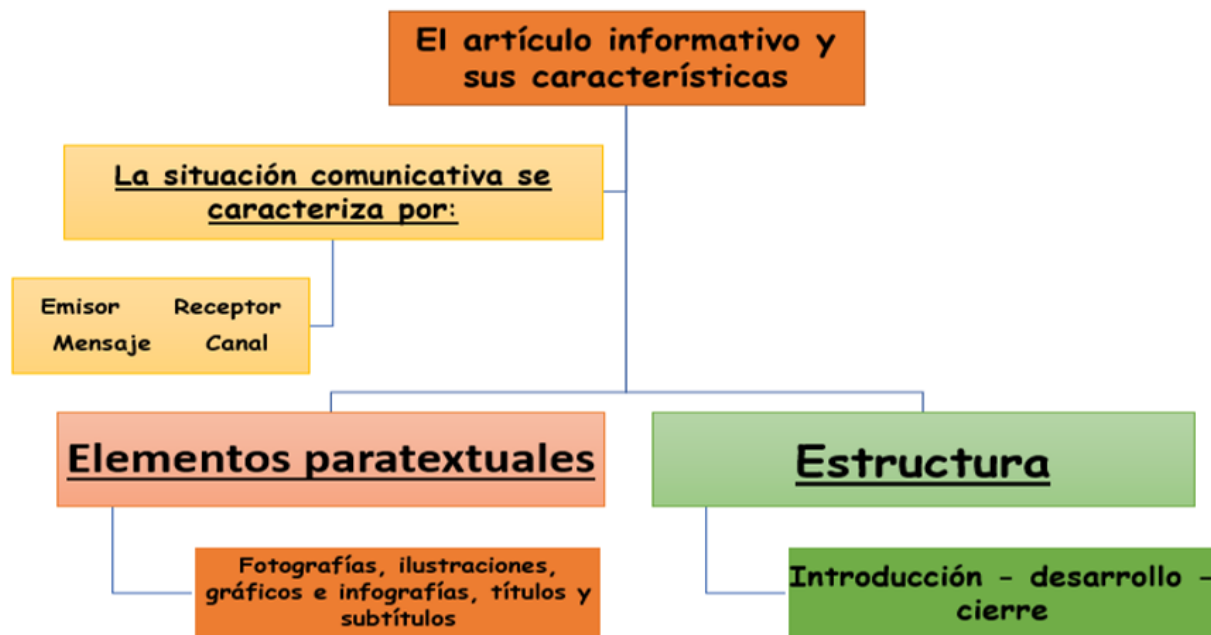 El artículo informativo y
sus características
La situación comunicativa se
caracteriza por:
Emisor Receptor
Mensaje Canal
Elementos paratextuales
Estructura
Fotografías, ilustraciones,
gráficos e infografías, títulos y
subtítulos
Introducción - desarrollo -
cierre